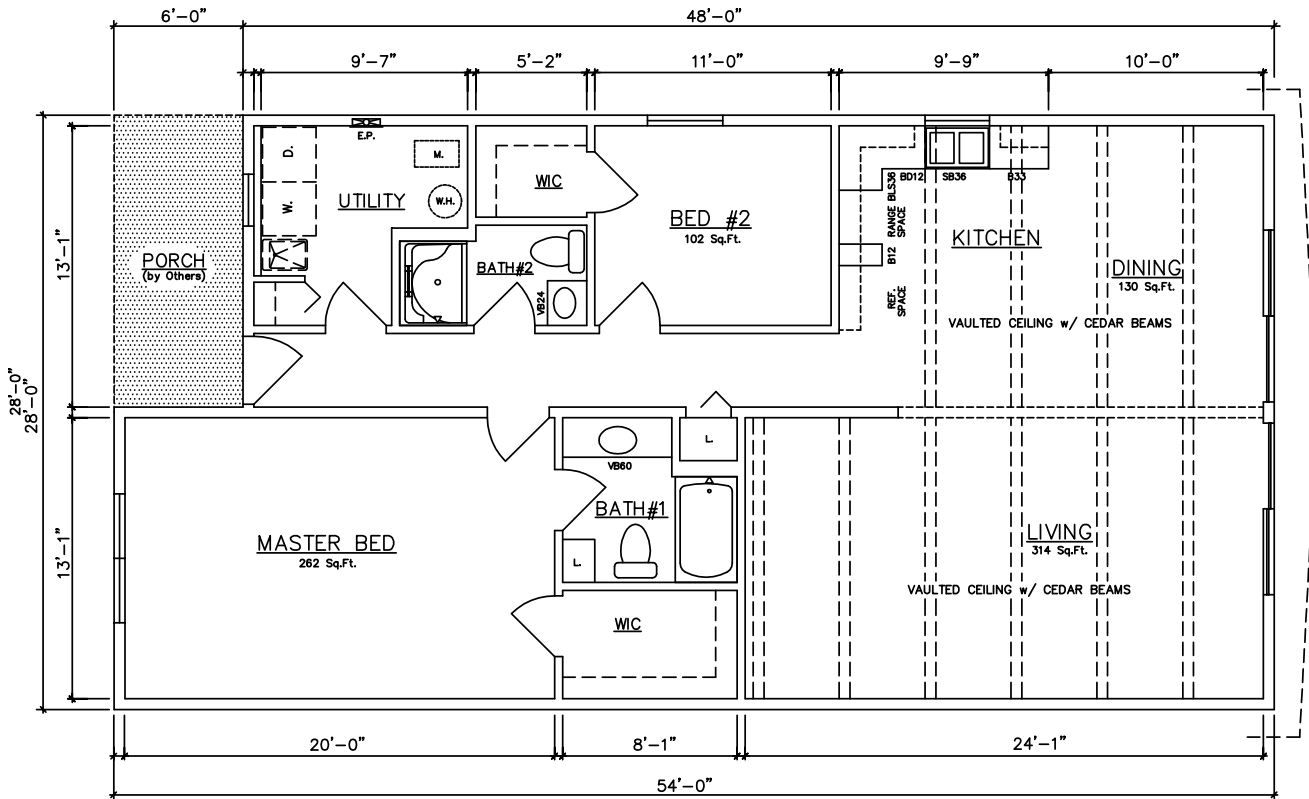 6'-0"
48'-0"
9'-7"
5'-2"
11'-0"
9'-9"
10'-0"
E.P.
D.
M.
W.
UTILITY
W.H.
WIC
BED #2
102 Sq.Ft.
BD12
SB36
B33
BLS36
RANGE
SPACE
B12
REF.
SPACE
KITCHEN
DINING
130 Sq.Ft.
VAULTED CEILING w/ CEDAR BEAMS
PORCH
(by Others)
BATH#2
VB24
13'-1"
28'-0"
28'-0"
13'-1"
L.
VB60
BATH#1
L.
MASTER BED
262 Sq.Ft.
WIC
LIVING
314 Sq.Ft.
VAULTED CEILING w/ CEDAR BEAMS
20'-0"
8'-1"
24'-1"
54'-0"